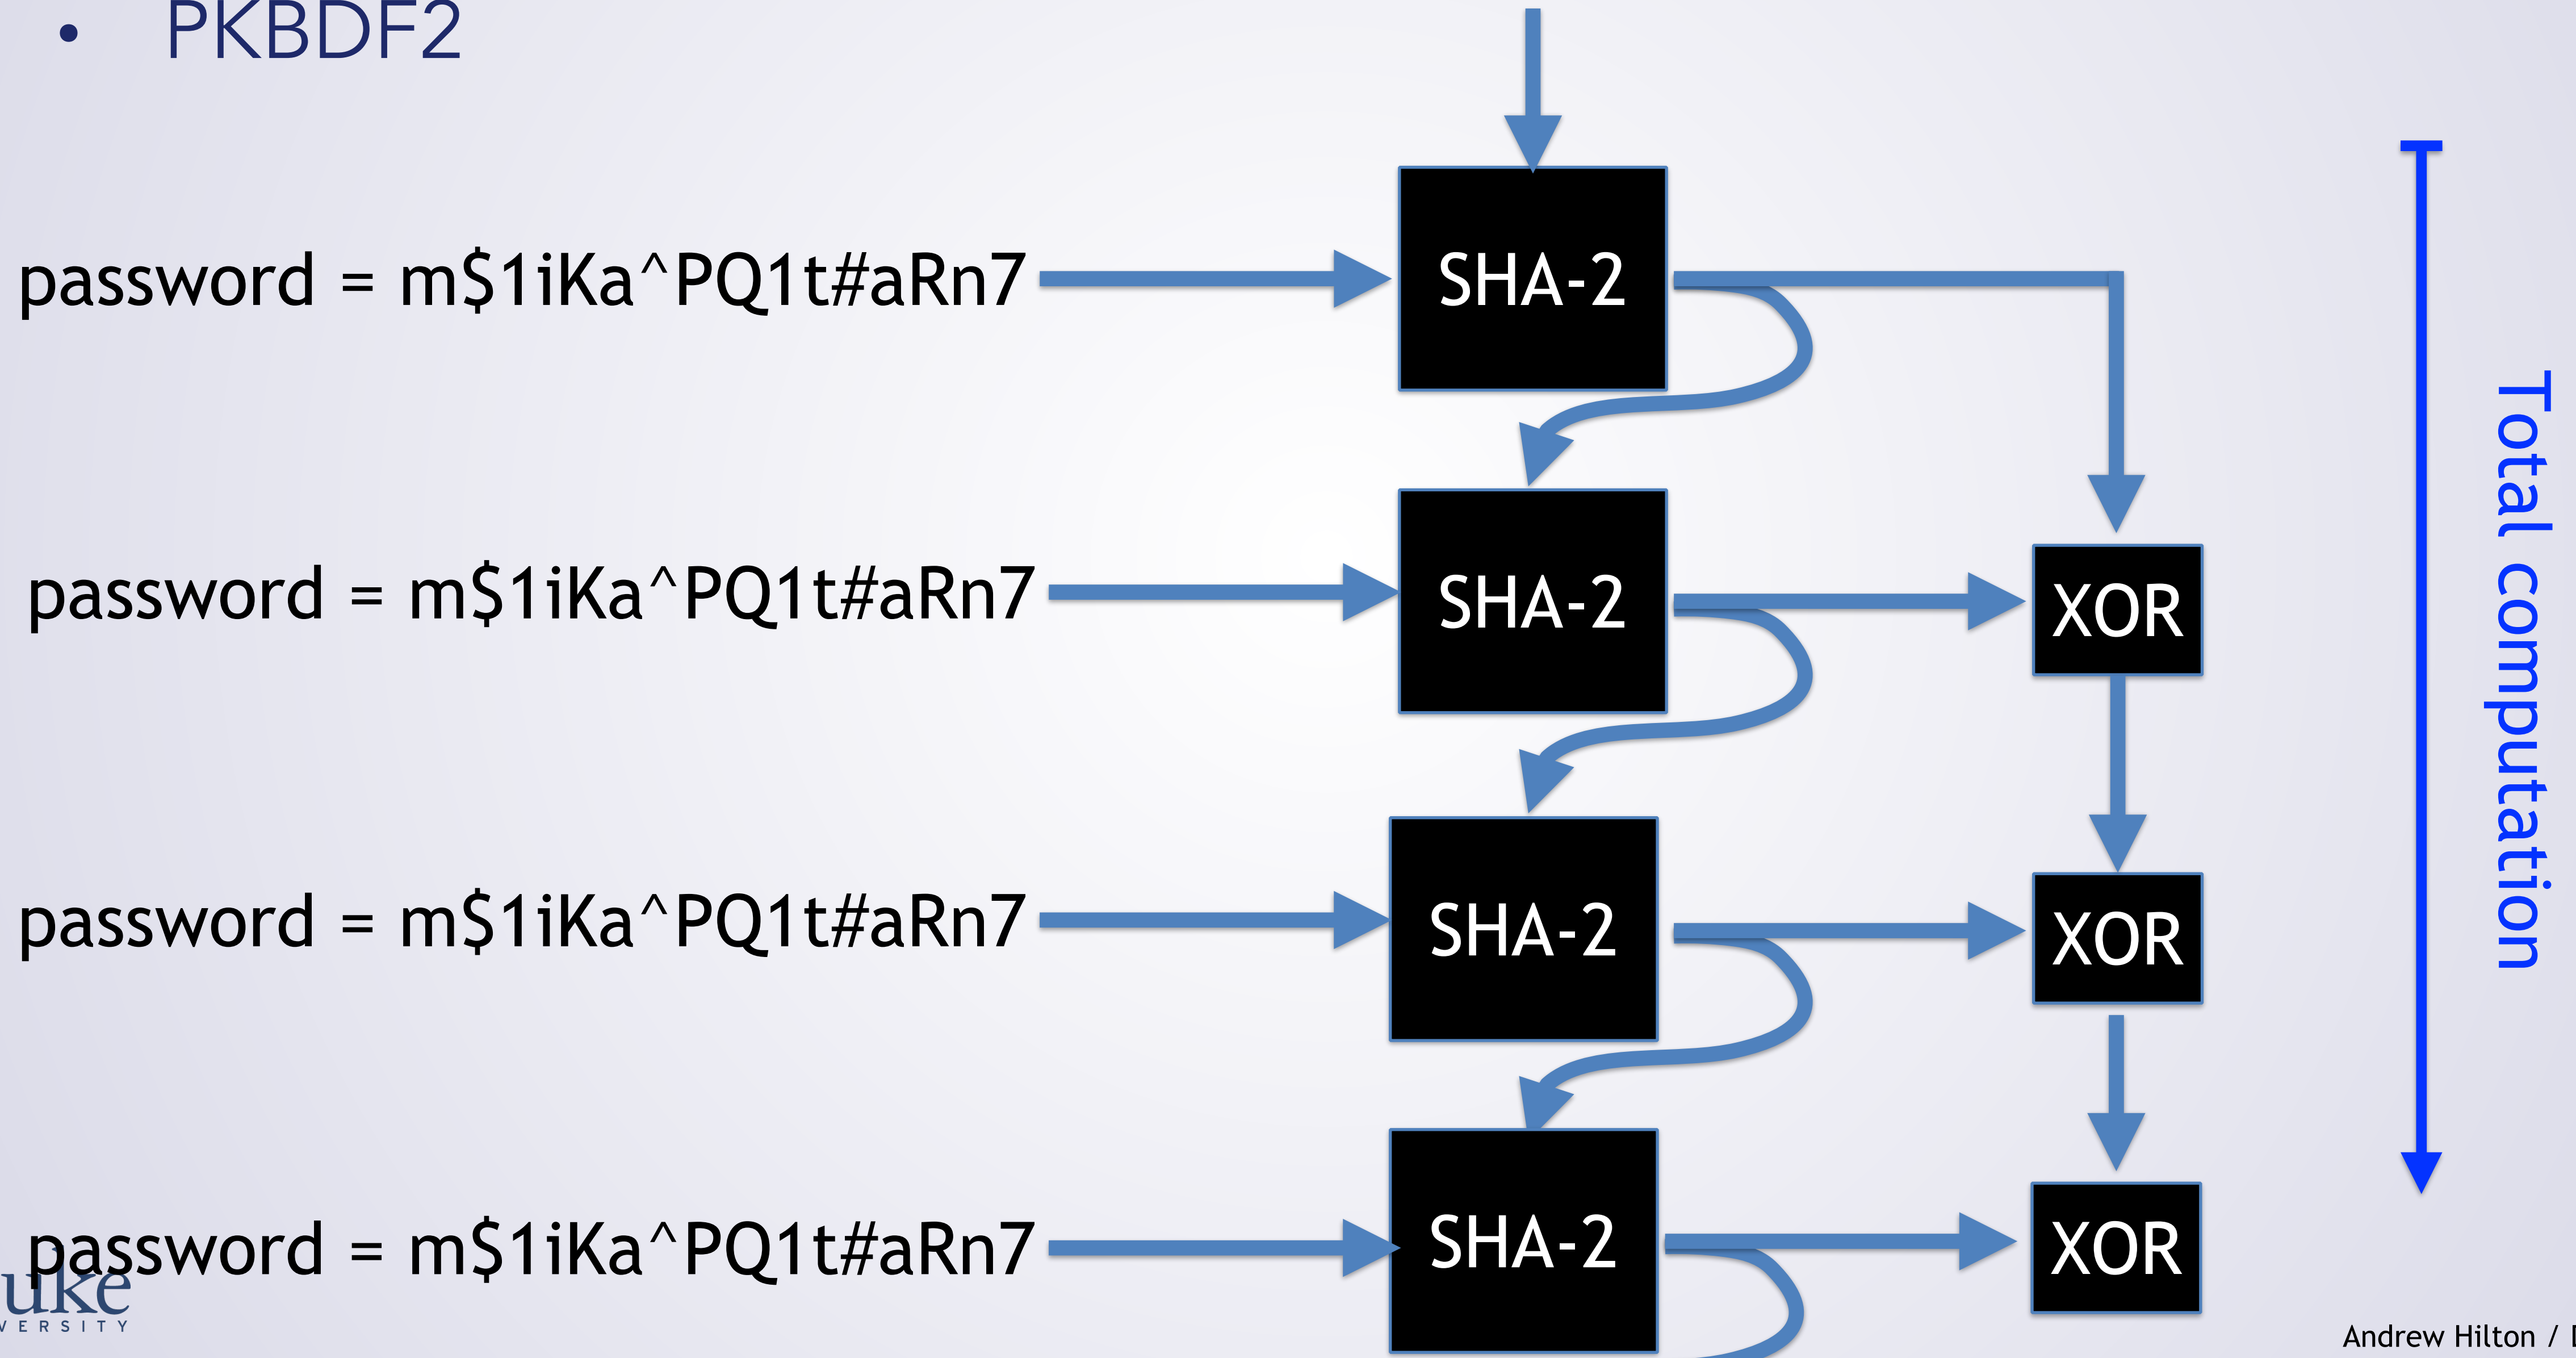 • PKBDF2
password = m$1iKa^PQ1t#aRn7
SHA-2
password = m$1iKa^PQ1t#aRn7
SHA-2
XOR
password = m$1iKa^PQ1t#aRn7
SHA-2
XOR
password = m$1iKa^PQ1t#aRn7
SHA-2
XOR
Total computation
uke
VERSITY
Andrew Hilton /